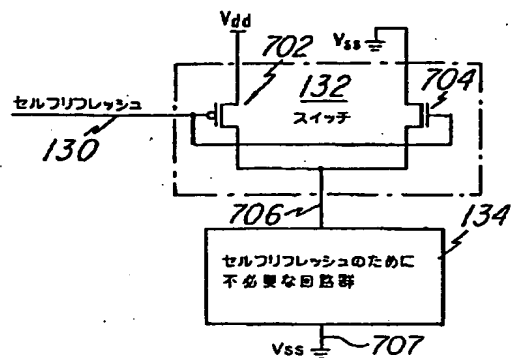 Vdd
702
Vss
132
スイッチ
704
セルフリフレッシュ
130
706
134
セルフリフレッシュのために
不必要な回路群
Vss
707